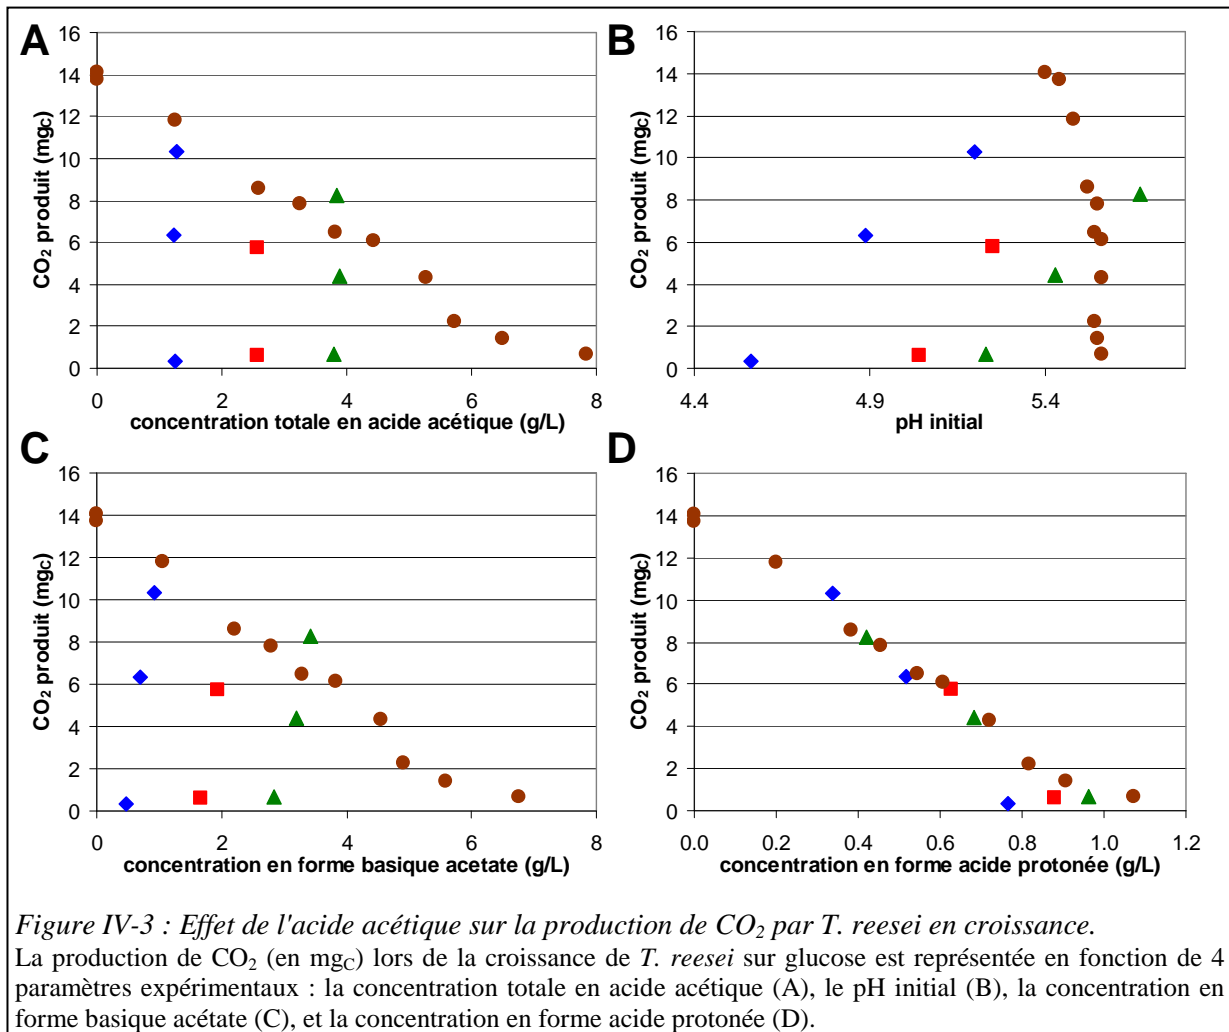 A
16
14
12
10
8
6
4
2
0
CO2 produit (mgC)
0 2 4 6 8
concentration totale en acide acétique (g/L)
B
16
14
12
10
8
6
4
2
0
CO2 produit (mgC)
4.4 4.9 5.4
pH initial
C
16
14
12
10
8
6
4
2
0
CO2 produit (mgC)
0 2 4 6 8
concentration en forme basique acetate (g/L)
D
16
14
12
10
8
6
4
2
0
CO2 produit (mgC)
0.0 0.2 0.4 0.6 0.8 1.0 1.2
concentration en forme acide protonée (g/L)
Figure IV-3 : Effet de l'acide acétique sur la production de CO2 par T. reesei en croissance.
La production de CO2 (en mgC) lors de la croissance de T. reesei sur glucose est représentée en fonction de 4
paramètres expérimentaux : la concentration totale en acide acétique (A), le pH initial (B), la concentration en
forme basique acétate (C), et la concentration en forme acide protonée (D).